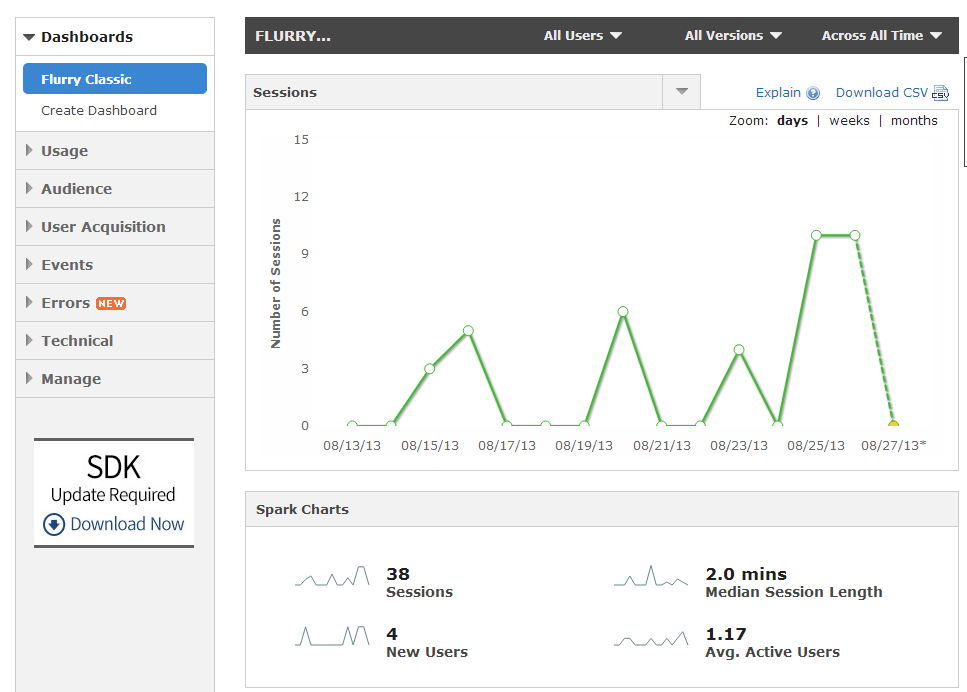 Dashboards
Flurry Classic
Create Dashboard
Usage
Audience
User Acquisition
Events
Errors NEW
Technical
Manage
SDK
Update Required
Download Now
FLURRY... All Users All Versions Across All Time
Sessions
Explain ? Download CSV CSV
Zoom: days | weeks | months
Number of Sessions
15
12
9
6
3
0
08/13/13 08/15/13 08/17/13 08/19/13 08/21/13 08/23/13 08/25/13 08/27/13*
Spark Charts
38
Sessions
2.0 mins
Median Session Length
4
New Users
1.17
Avg. Active Users